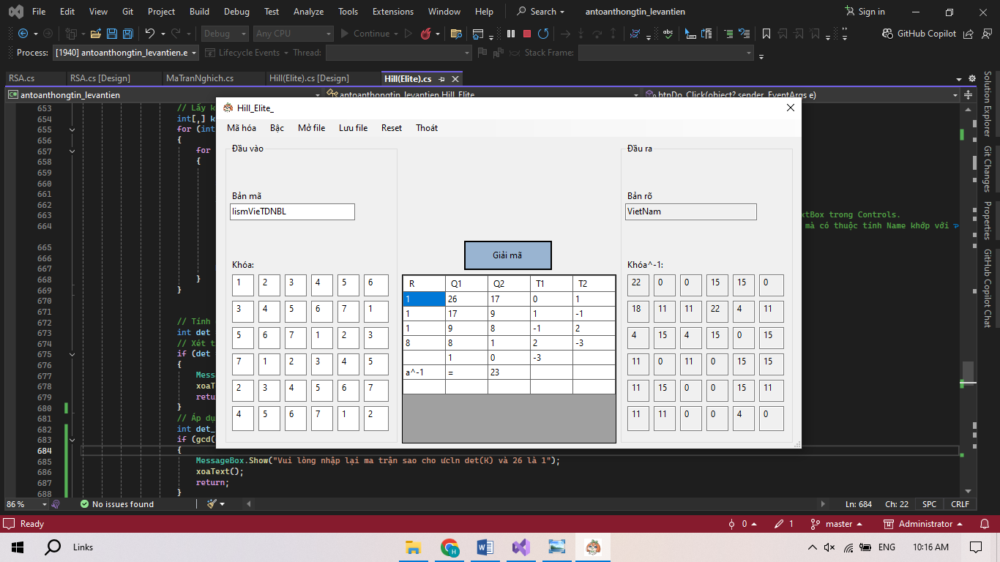 File Edit View Git Project Build Debug Test Analyze Tools Extensions Window Help Search antoanthongtin_levantien Sign in
Debug Any CPU Continue GitHub Copilot
Process: [1940] antoanthongtin_levantien.e Lifecycle Events Thread: Stack Frame:
RSA.cs RSA.cs [Design] MaTranNghich.cs Hill(Elite).cs [Design] Hill(Elite).cs
antoanthongtin_levantien antoanthongtin_levantien.Hill_Elite_ btnDo_Click(object? sender, EventArgs e)
Solution Explorer
Git Changes
Properties
GitHub Copilot Chat
653 // Lấy k
654 int[,] k
655 for (int
656 {
657 for
658 {
659
660
661
662
663 xtBox trong Controls.
664 mà có thuộc tính Name khớp với
665
666
667
668 }
669 }
670
671
672 // Tính
673 int det
674 // Xét t
675 if (det
676 {
677 Mess
678 xoaT
679 retu
680 }
681 // Áp dụ
682 int det_
683 if (gcd(
684 {
685 MessageBox.Show("Vui lòng nhập lại ma trận sao cho ưcln det(K) và 26 là 1");
686 xoaText();
687 return;
688 }
Hill_Elite_
Mã hóa Bậc Mở file Lưu file Reset Thoát
Đầu vào
Bản mã
IismVieTDNBL
Khóa:
1 2 3 4 5 6
3 4 5 6 7 1
5 6 7 1 2 3
7 1 2 3 4 5
2 3 4 5 6 7
4 5 6 7 1 2
Giải mã
R Q1 Q2 T1 T2
1 26 17 0 1
1 17 9 1 -1
1 9 8 -1 2
8 8 1 2 -3
1 0 -3
a^-1 = 23
Đầu ra
Bản rõ
VietNam
Khóa^-1:
22 0 0 15 15 0
18 11 11 22 4 11
4 15 4 15 0 15
11 0 11 0 15 15
11 15 0 0 15 11
11 11 0 0 4 0
86 % No issues found Ln: 684 Ch: 22 SPC CRLF
Ready 0 1 master Administrator
Links ENG 10:16 AM